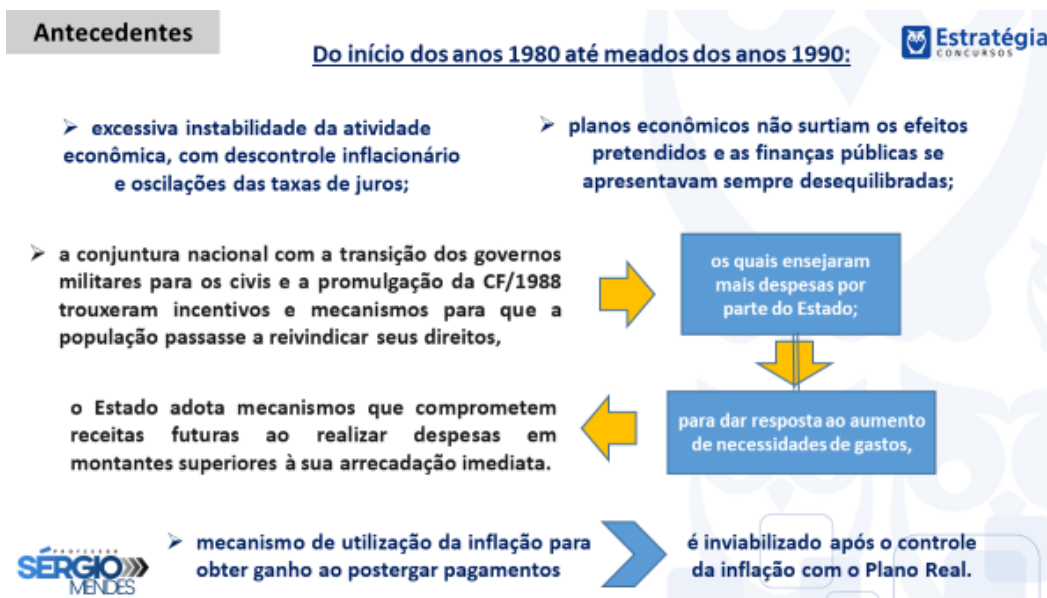 Antecedentes
Do início dos anos 1980 até meados dos anos 1990:
Estratégia
CONCURSOS
➢ excessiva instabilidade da atividade
econômica, com descontrole inflacionário
e oscilações das taxas de juros;
➢ planos econômicos não surtiam os efeitos
pretendidos e as finanças públicas se
apresentavam sempre desequilibradas;
➢ a conjuntura nacional com a transição dos governos
militares para os civis e a promulgação da CF/1988
trouxeram incentivos e mecanismos para que a
população passasse a reivindicar seus direitos,
os quais ensejaram
mais despesas por
parte do Estado;
para dar resposta ao aumento
de necessidades de gastos,
o Estado adota mecanismos que comprometem
receitas futuras ao realizar despesas em
montantes superiores à sua arrecadação imediata.
➢ mecanismo de utilização da inflação para
obter ganho ao postergar pagamentos
é inviabilizado após o controle
da inflação com o Plano Real.
PROFESSOR
SÉRGIO
MENDES